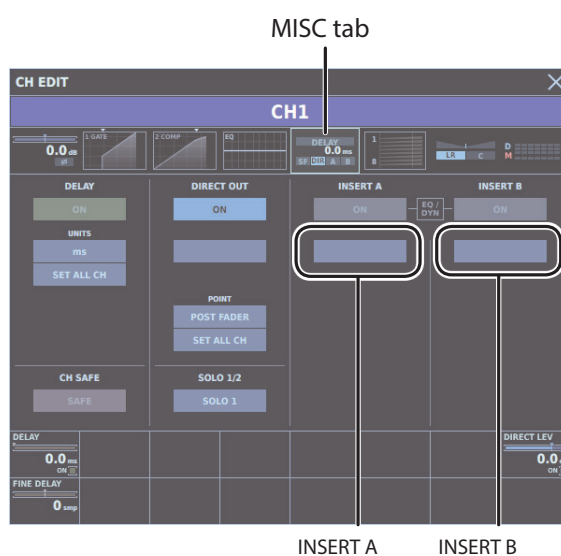 MISC tab
CH EDIT
CH1
0.0 dB
ø
1 GATE
2 COMP
EQ
DELAY
0.0 ms
SF DIR A B
1
8
LR C
D
M
DELAY
DIRECT OUT
INSERT A
INSERT B
ON
ON
ON
EQ / DYN
ON
UNITS
ms
SET ALL CH
POINT
POST FADER
SET ALL CH
CH SAFE
SOLO 1/2
SAFE
SOLO 1
DELAY
0.0 ms
ON
DIRECT LEV
0.0
ON
FINE DELAY
0 smp
INSERT A
INSERT B